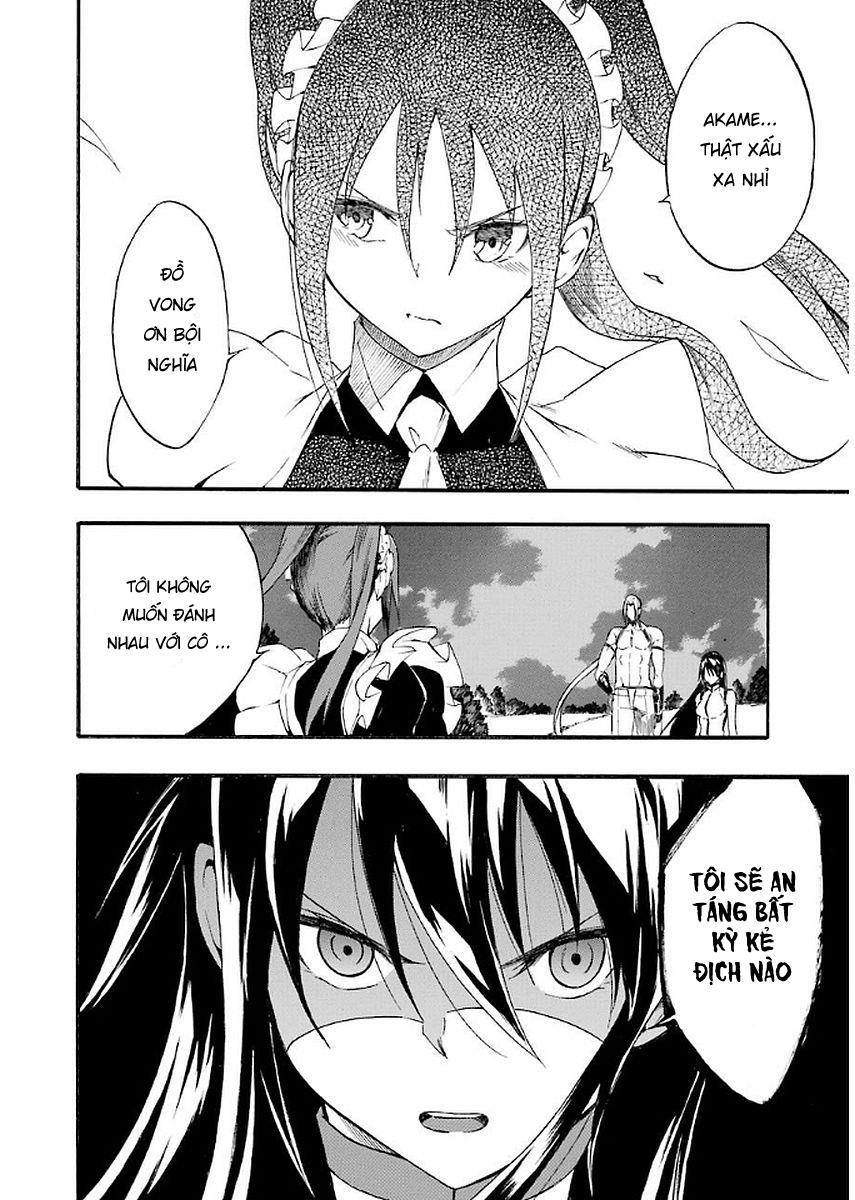 AKAME...
THẬT XẤU
XA NHỈ
ĐỒ
VONG
ƠN BỘI
NGHĨA
TÔI KHÔNG
MUỐN ĐÁNH
NHAU VỚI CÔ ...
TÔI SẼ AN
TÁNG BẤT
KỲ KẺ
ĐỊCH NÀO